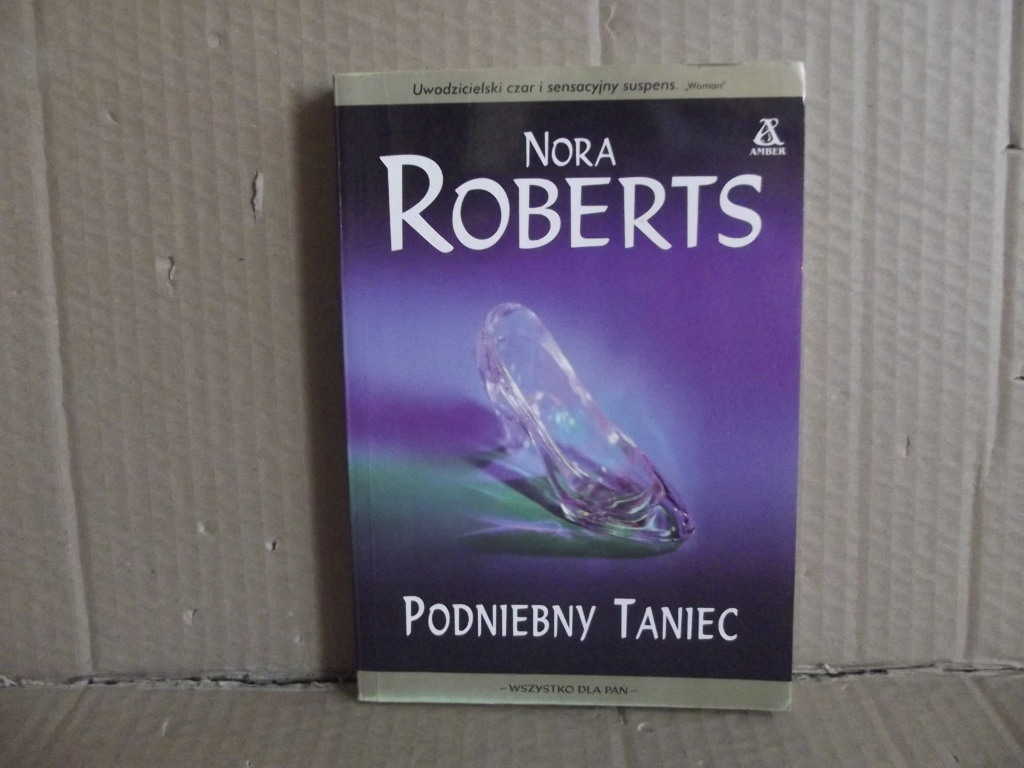 Uwodzicielski czar i sensacyjny suspens. „Woman”
AMBER
NORA
ROBERTS
PODNIEBNY TANIEC
– WSZYSTKO DLA PAŃ –